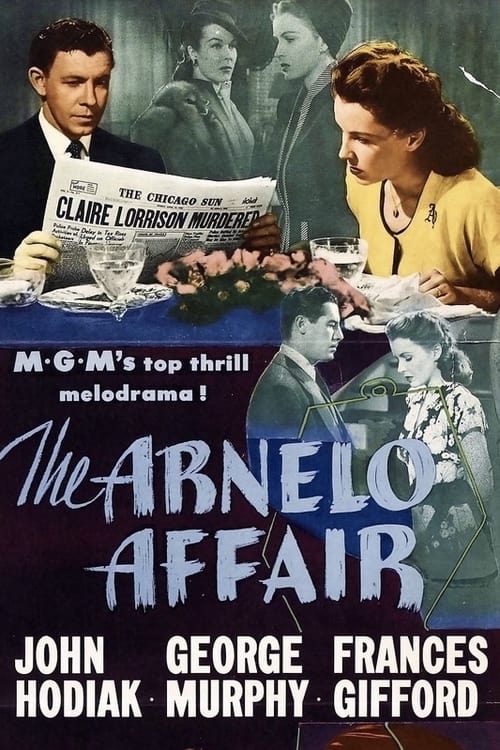 THE CHICAGO SUN
CLAIRE LORRISON MURDERED
M·G·M's top thrill
melodrama!
The ARNELO
AFFAIR
JOHN GEORGE FRANCES
HODIAK · MURPHY · GIFFORD